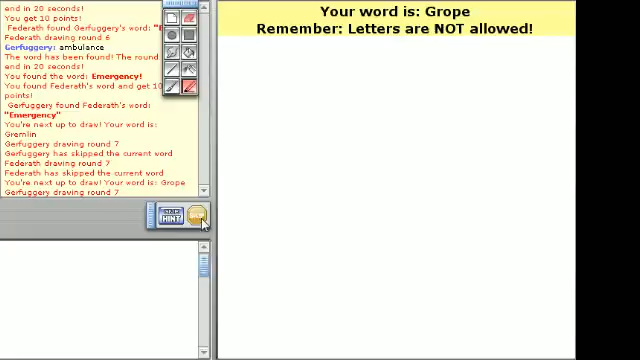 end in 20 seconds!
You get 10 points!
Gerfuggery found Gerfuggery's word:
Federath drawing round 6
Gerfuggery: ambulance
The word has been found! The round
end in 20 seconds!
You found the word: Emergency!
You found Federath's word and get 10
points!
Gerfuggery found Federath's word:
"Emergency"
You're next up to draw! Your word is:
Gremlin
Gerfuggery drawing round 7
Gerfuggery has skipped the current word
Federath drawing round 7
Federath has skipped the current word
You're next up to draw! Your word is: Grope
Gerfuggery drawing round 7
HINT
Your word is: Grope
Remember: Letters are NOT allowed!